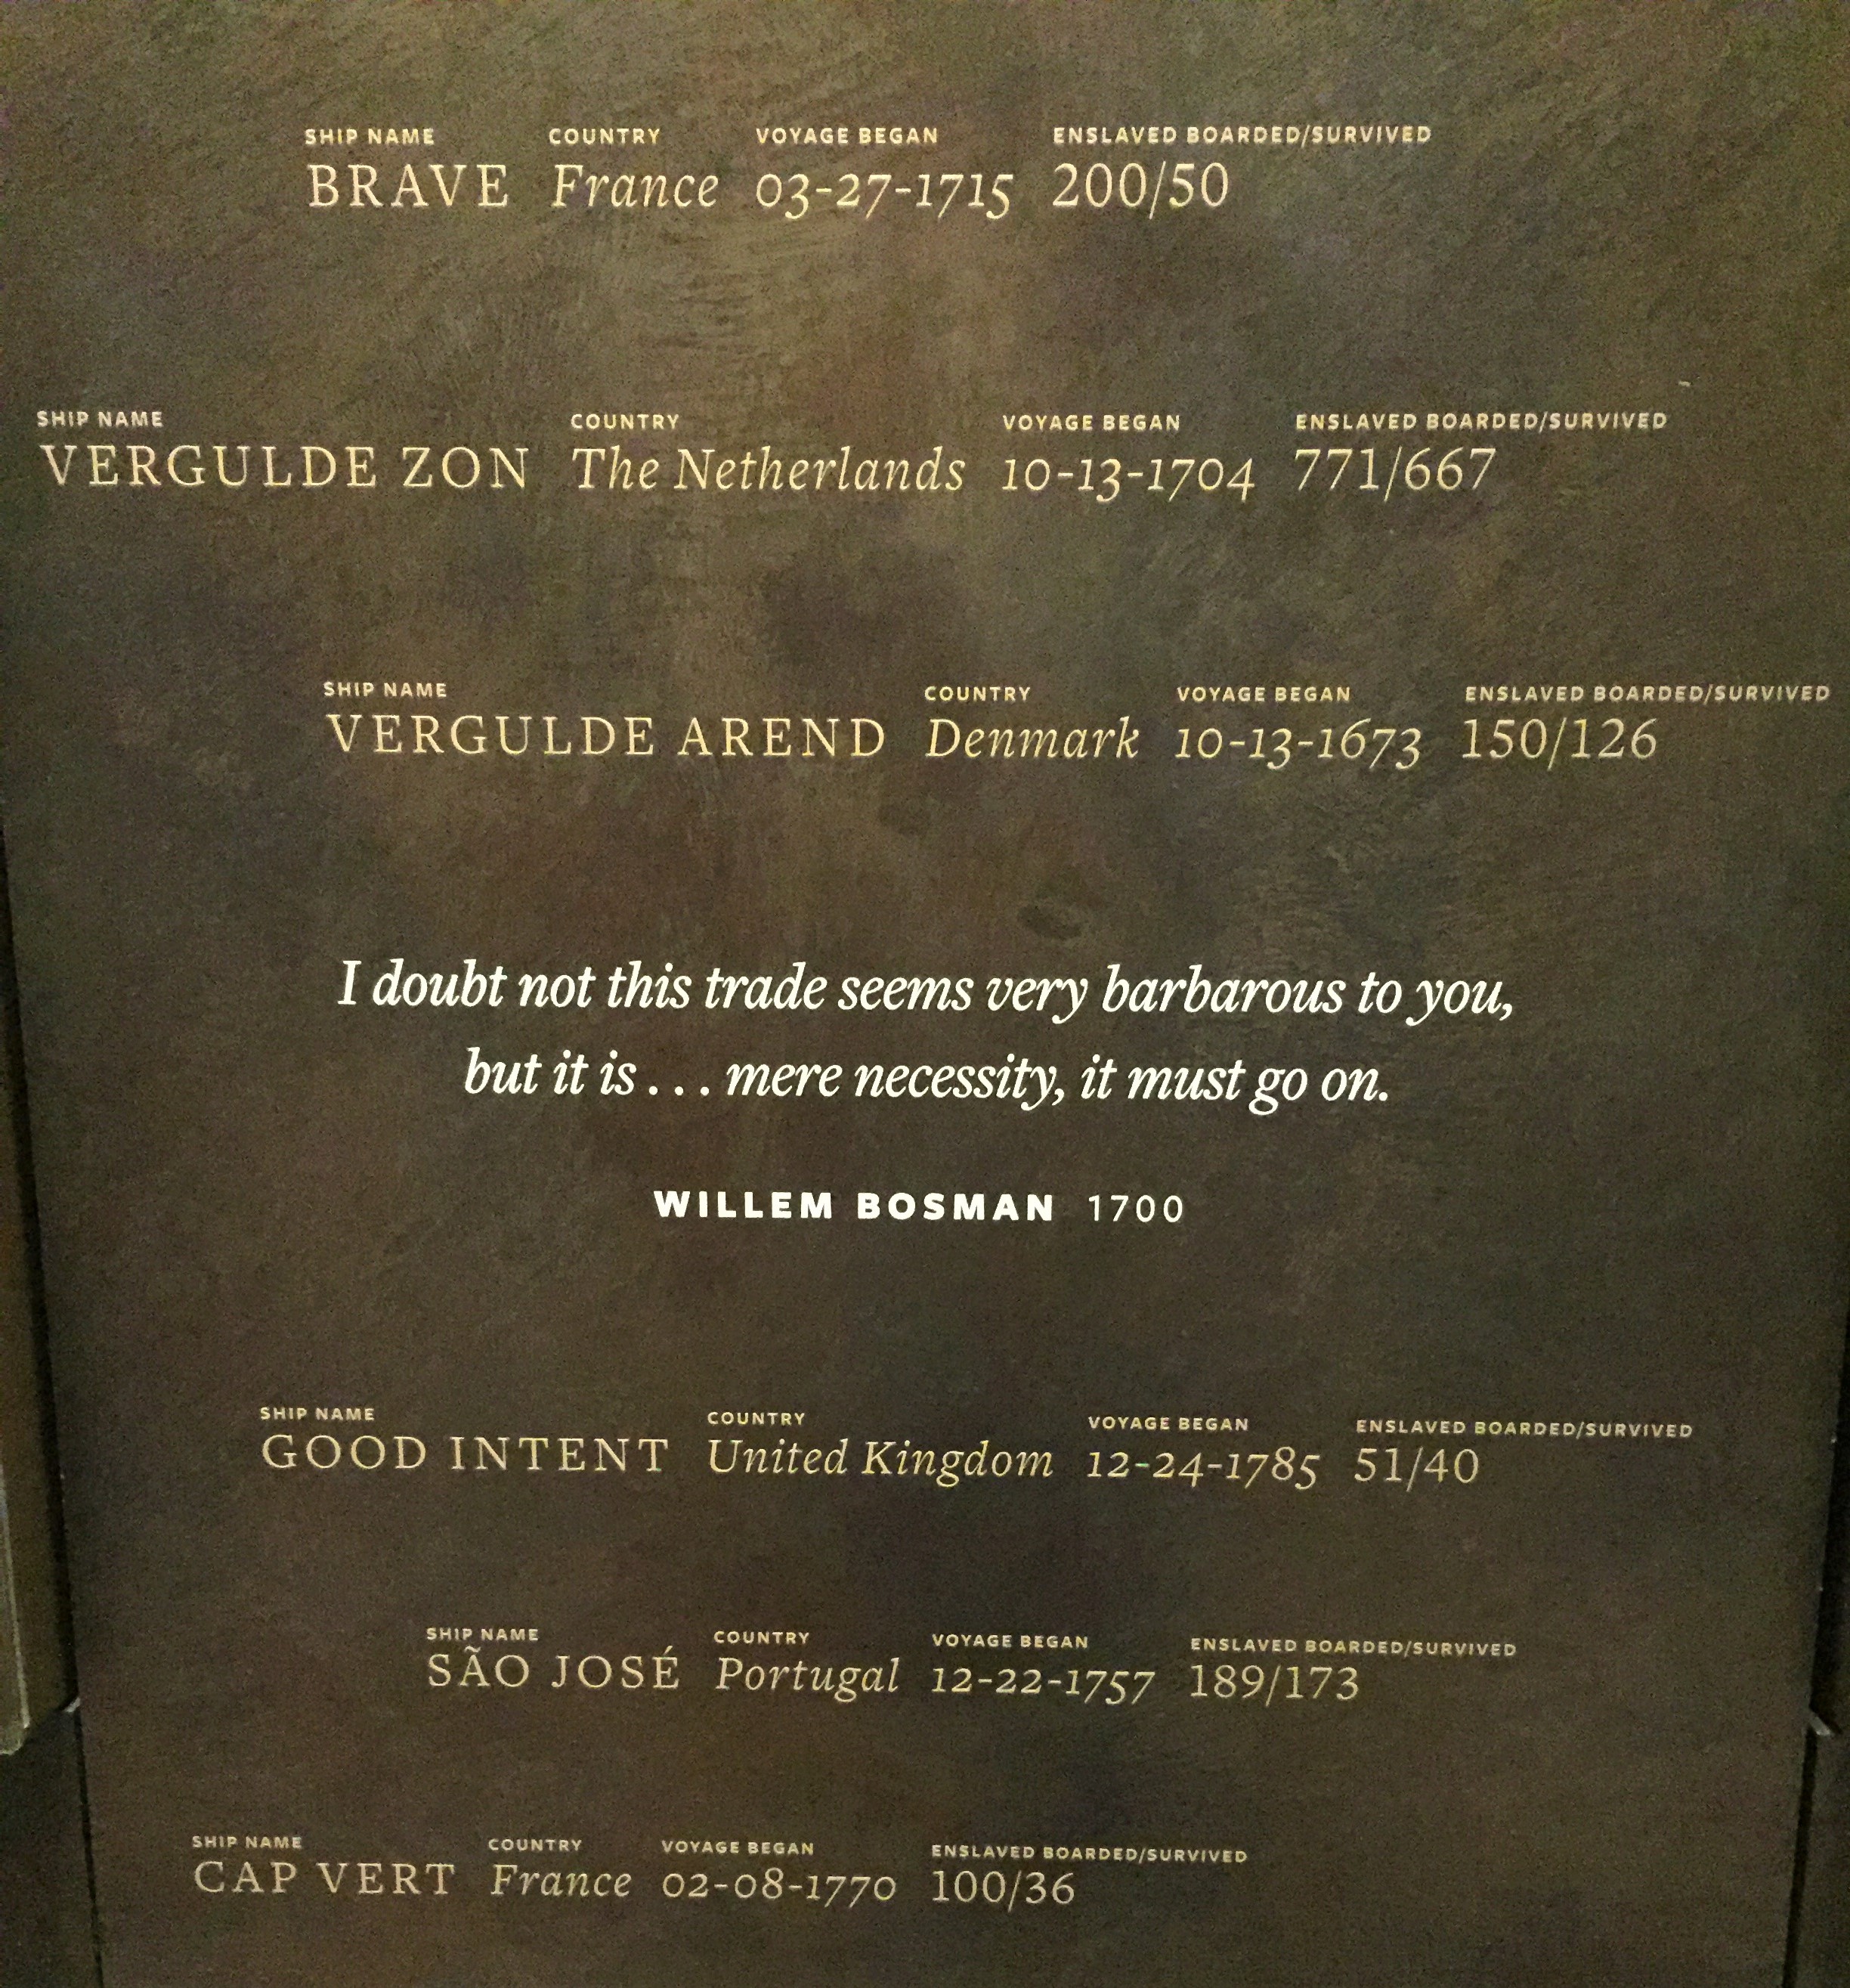 SHIP NAME COUNTRY VOYAGE BEGAN ENSLAVED BOARDED/SURVIVED
BRAVE France 03-27-1715 200/50
SHIP NAME COUNTRY VOYAGE BEGAN ENSLAVED BOARDED/SURVIVED
VERGULDE ZON The Netherlands 10-13-1704 771/667
SHIP NAME COUNTRY VOYAGE BEGAN ENSLAVED BOARDED/SURVIVED
VERGULDE AREND Denmark 10-13-1673 150/126
I doubt not this trade seems very barbarous to you,
but it is . . . mere necessity, it must go on.
WILLEM BOSMAN 1700
SHIP NAME COUNTRY VOYAGE BEGAN ENSLAVED BOARDED/SURVIVED
GOOD INTENT United Kingdom 12-24-1785 51/40
SHIP NAME COUNTRY VOYAGE BEGAN ENSLAVED BOARDED/SURVIVED
SÃO JOSÉ Portugal 12-22-1757 189/173
SHIP NAME COUNTRY VOYAGE BEGAN ENSLAVED BOARDED/SURVIVED
CAP VERT France 02-08-1770 100/36